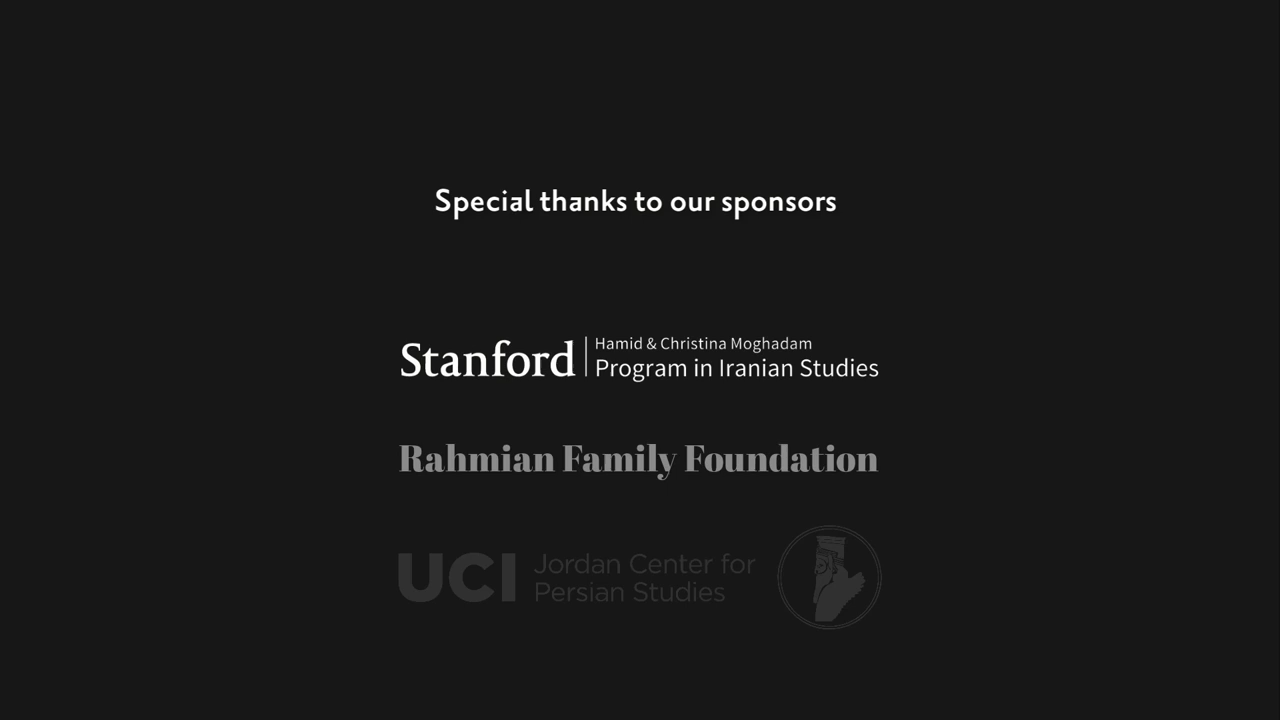 Special thanks to our sponsors
Stanford
Hamid & Christina Moghadam
Program in Iranian Studies
Rahmian Family Foundation
UCI
Jordan Center for
Persian Studies